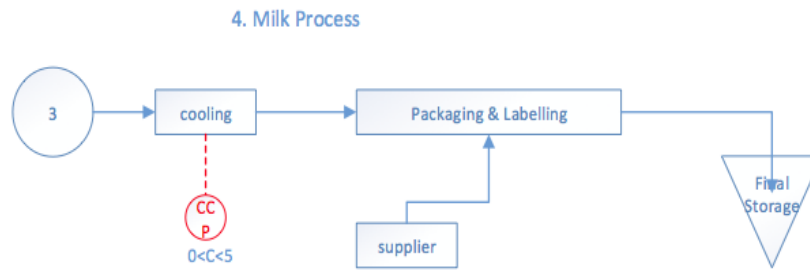 4. Milk Process
3
cooling
Packaging & Labelling
CC
P
0<C<5
supplier
Final
Storage